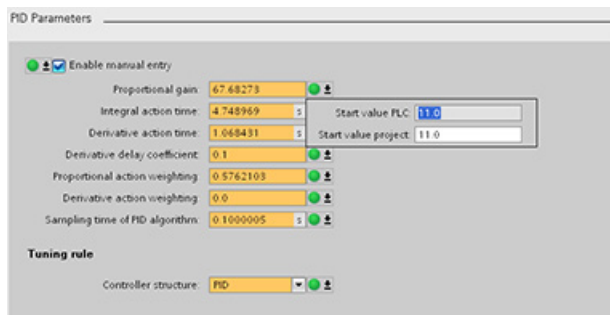 PID Parameters
Enable manual entry
Proportional gain: 67.68273
Integral action time: 4.748969 s Start value PLC: 11.0
Derivative action time: 1.068431 s Start value project: 11.0
Derivative delay coefficient: 0.1
Proportional action weighting: 0.5762103
Derivative action weighting: 0.0
Sampling time of PID algorithm: 0.1000005 s
Tuning rule
Controller structure: PID